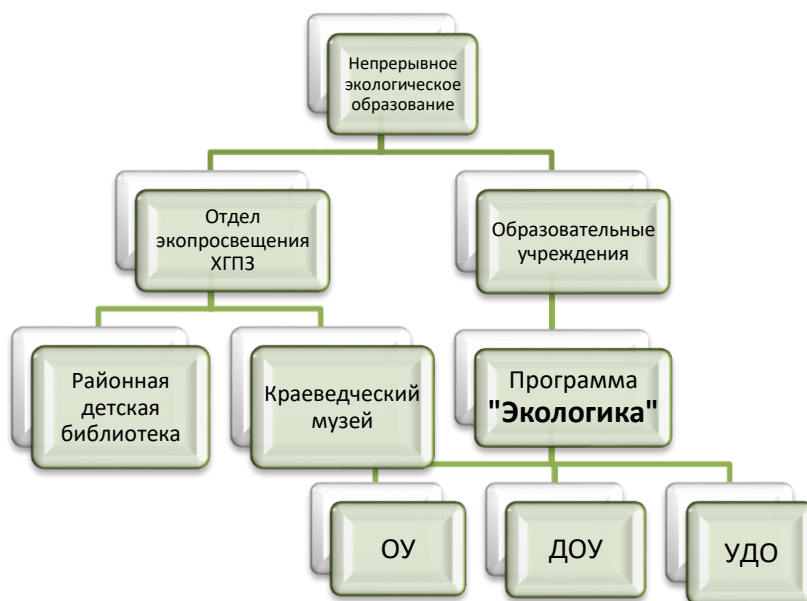 Непрерывное
экологическое
образование
Отдел
экопросвещения
ХГПЗ
Образовательные
учреждения
Районная
детская
библиотека
Краеведческий
музей
Программа
"Экологика"
ОУ
ДОУ
УДО